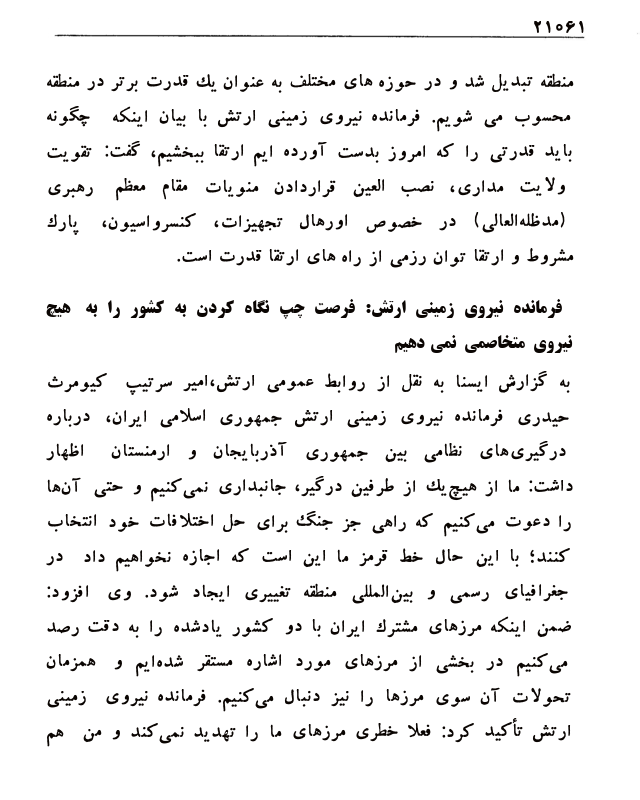 ۲۱۰۶۱
منطقه تبدیل شد و در حوزه های مختلف به عنوان یك قدرت برتر در منطقه
محسوب می شویم. فرمانده نیروی زمینی ارتش با بیان اینکه چگونه
باید قدرتی را که امروز بدست آورده ایم ارتقا ببخشیم، گفت: تقویت
ولایت مداری، نصب العین قراردادن منویات مقام معظم رهبری
(مدظله‌العالی) در خصوص اورهال تجهیزات، کنسرواسیون، پارك
مشروط و ارتقا توان رزمی از راه های ارتقا قدرت است.
فرمانده نیروی زمینی ارتش: فرصت چپ نگاه کردن به کشور را به هیچ
نیروی متخاصمی نمی دهیم
به گزارش ایسنا به نقل از روابط عمومی ارتش،امیر سرتیپ کیومرث
حیدری فرمانده نیروی زمینی ارتش جمهوری اسلامی ایران، درباره
درگیری‌های نظامی بین جمهوری آذربایجان و ارمنستان اظهار
داشت: ما از هیچ‌یك از طرفین درگیر، جانبداری نمی‌کنیم و حتی آن‌ها
را دعوت می‌کنیم که راهی جز جنگ برای حل اختلافات خود انتخاب
کنند؛ با این حال خط قرمز ما این است که اجازه نخواهیم داد در
جغرافیای رسمی و بین‌المللی منطقه تغییری ایجاد شود. وی افزود:
ضمن اینکه مرزهای مشترك ایران با دو کشور یادشده را به دقت رصد
می‌کنیم در بخشی از مرزهای مورد اشاره مستقر شده‌ایم و همزمان
تحولات آن سوی مرزها را نیز دنبال می‌کنیم. فرمانده نیروی زمینی
ارتش تأکید کرد: فعلا خطری مرزهای ما را تهدید نمی‌کند و من هم